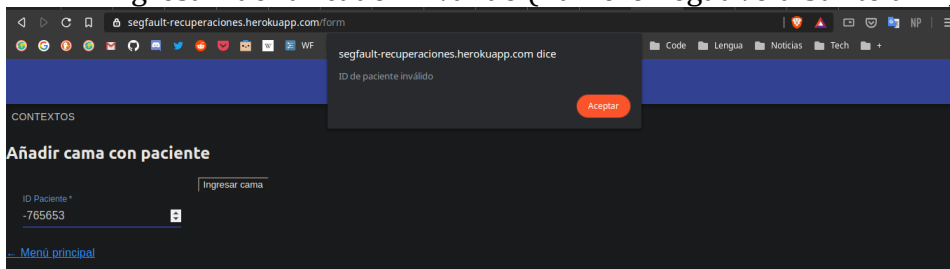 segfault-recuperaciones.herokuapp.com/form
NP
WF
Code
Lengua
Noticias
Tech
+
segfault-recuperaciones.herokuapp.com dice
ID de paciente inválido
Aceptar
CONTEXTOS
Añadir cama con paciente
Ingresar cama
ID Paciente *
-765653
← Menú principal